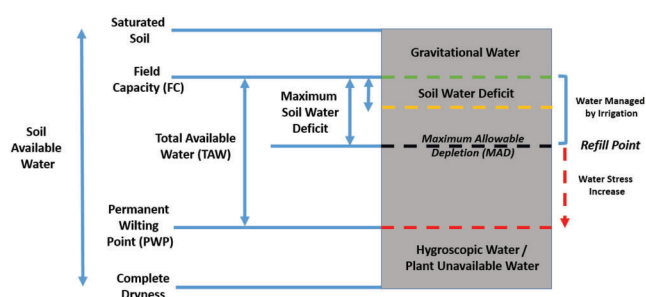 Saturated
Soil
Gravitational Water
Field
Capacity (FC)
Soil Water Deficit
Maximum
Soil Water
Deficit
Water Managed
by Irrigation
Soil
Available
Water
Total Available
Water (TAW)
Maximum Allowable
Depletion (MAD)
Refill Point
Water Stress
Increase
Permanent
Wilting
Point (PWP)
Hygroscopic Water /
Plant Unavailable Water
Complete
Dryness